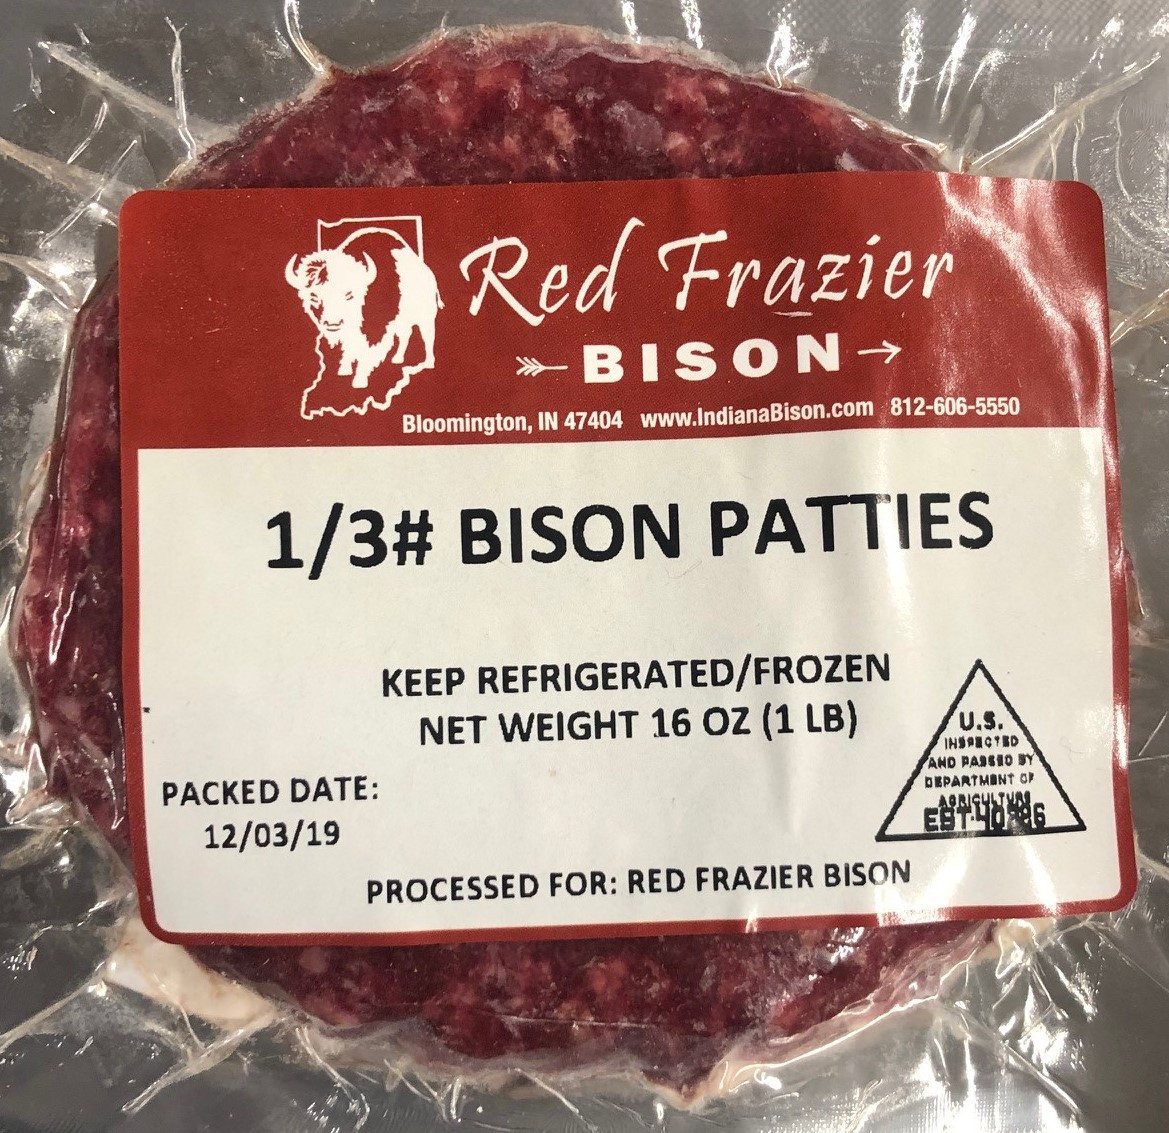 Red Frazier
BISON
Bloomington, IN 47404 www.IndianaBison.com 812-606-5550
1/3# BISON PATTIES
KEEP REFRIGERATED/FROZEN
NET WEIGHT 16 OZ (1 LB)
PACKED DATE:
12/03/19
U.S.
INSPECTED
AND PASSED BY
DEPARTMENT OF
AGRICULTURE
EST.
PROCESSED FOR: RED FRAZIER BISON